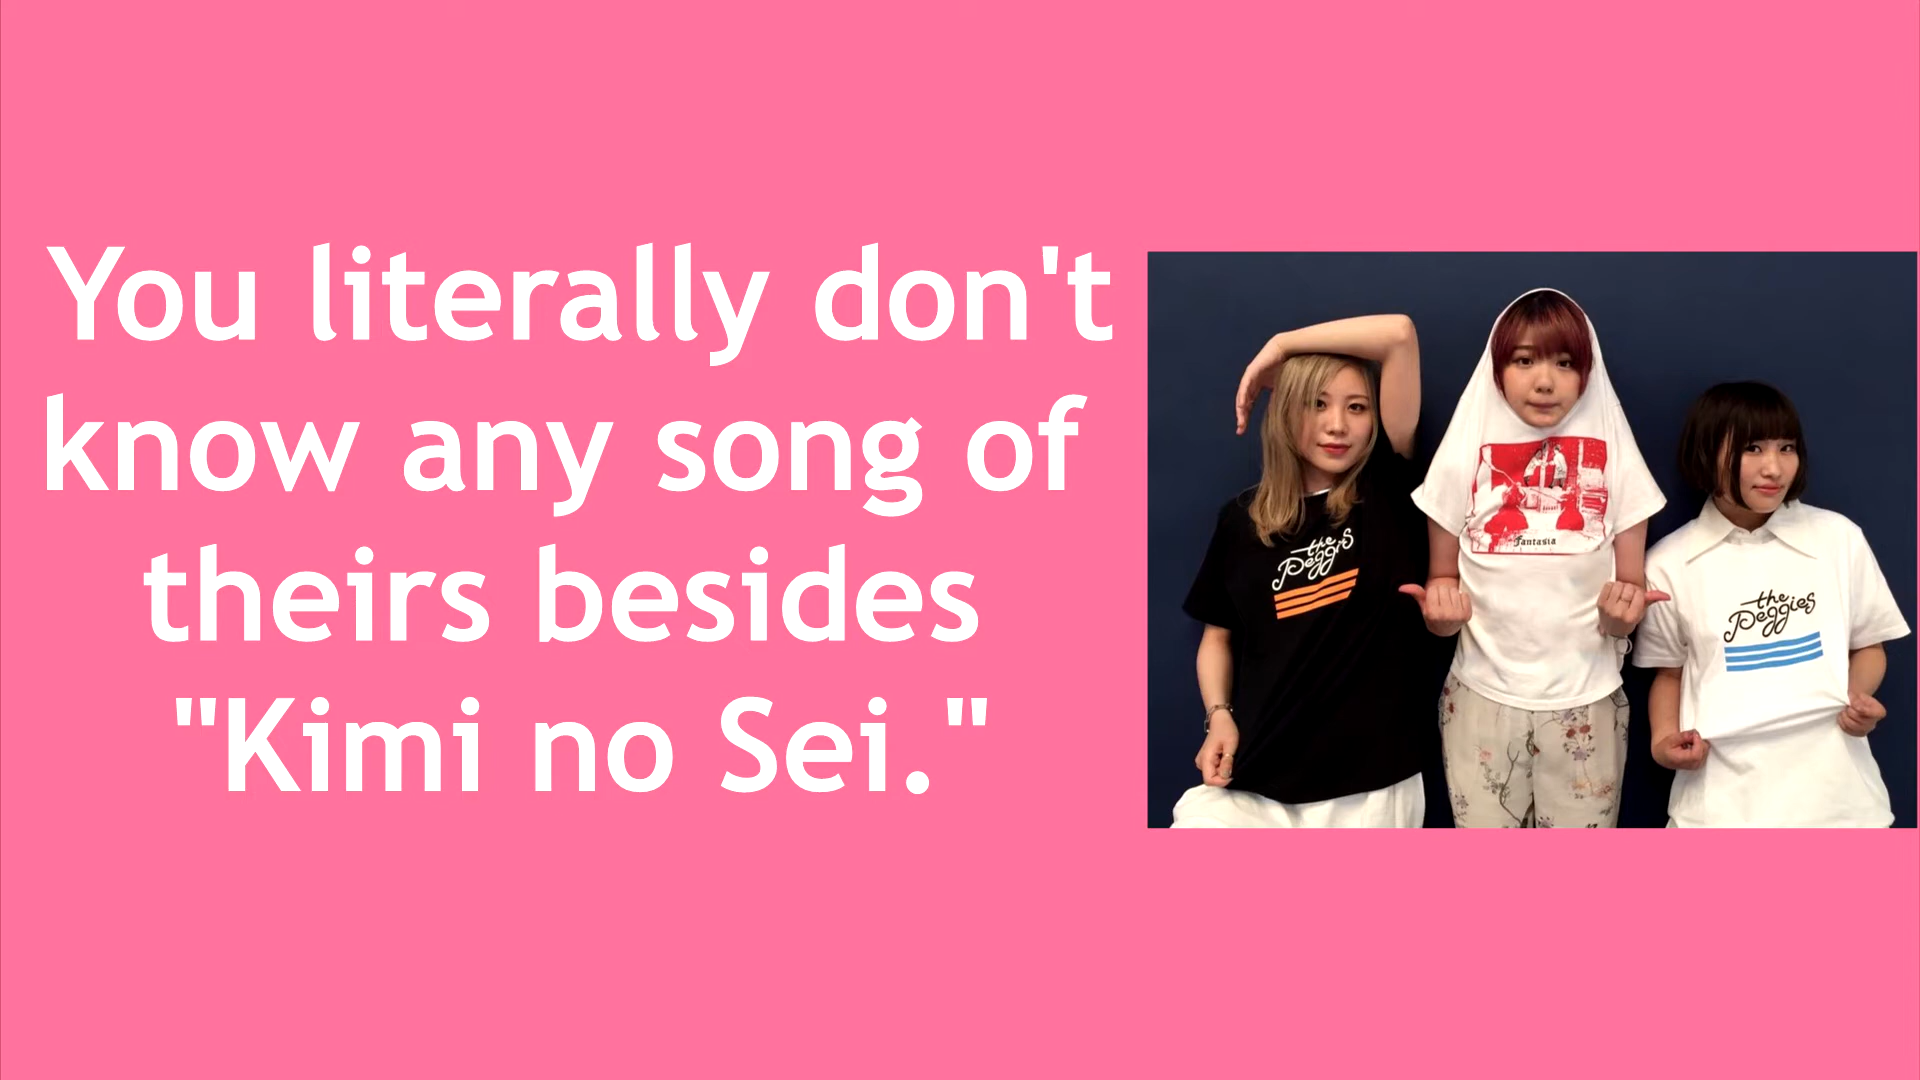 You literally don't
know any song of
theirs besides
"Kimi no Sei."
the
Peggies
fantasia
the
Peggies